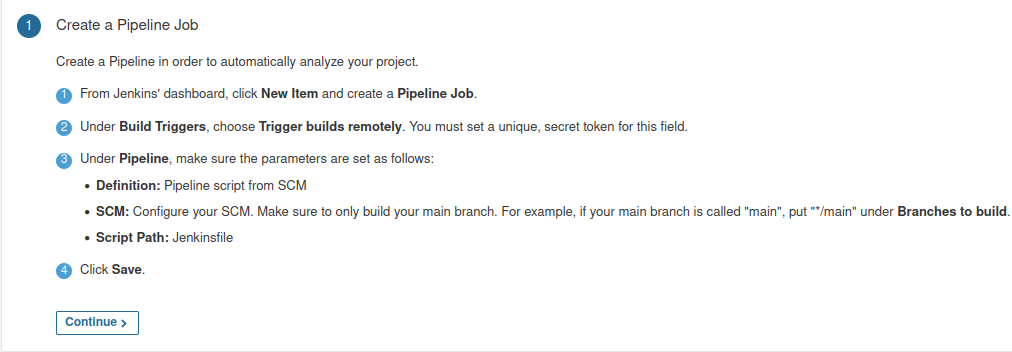 1 Create a Pipeline Job
Create a Pipeline in order to automatically analyze your project.
1 From Jenkins' dashboard, click New Item and create a Pipeline Job.
2 Under Build Triggers, choose Trigger builds remotely. You must set a unique, secret token for this field.
3 Under Pipeline, make sure the parameters are set as follows:
• Definition: Pipeline script from SCM
• SCM: Configure your SCM. Make sure to only build your main branch. For example, if your main branch is called "main", put "*/main" under Branches to build.
• Script Path: Jenkinsfile
4 Click Save.
Continue >